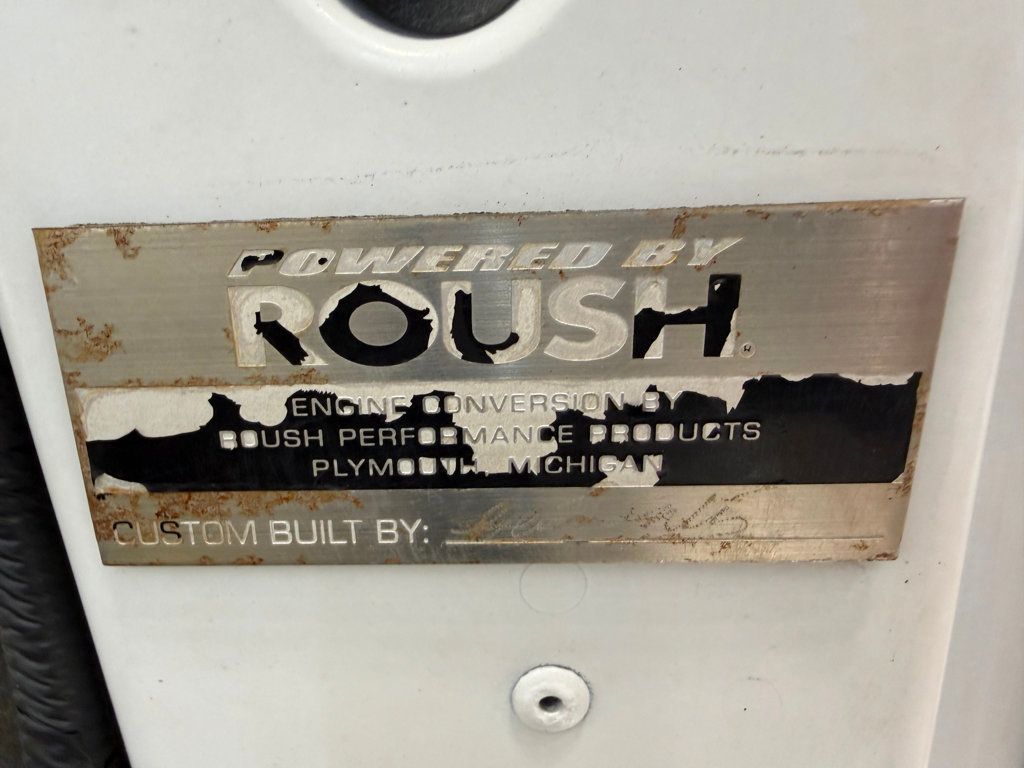 POWERED BY
ROUSH®
ENGINE CONVERSION BY
ROUSH PERFORMANCE PRODUCTS
PLYMOUTH, MICHIGAN
CUSTOM BUILT BY: